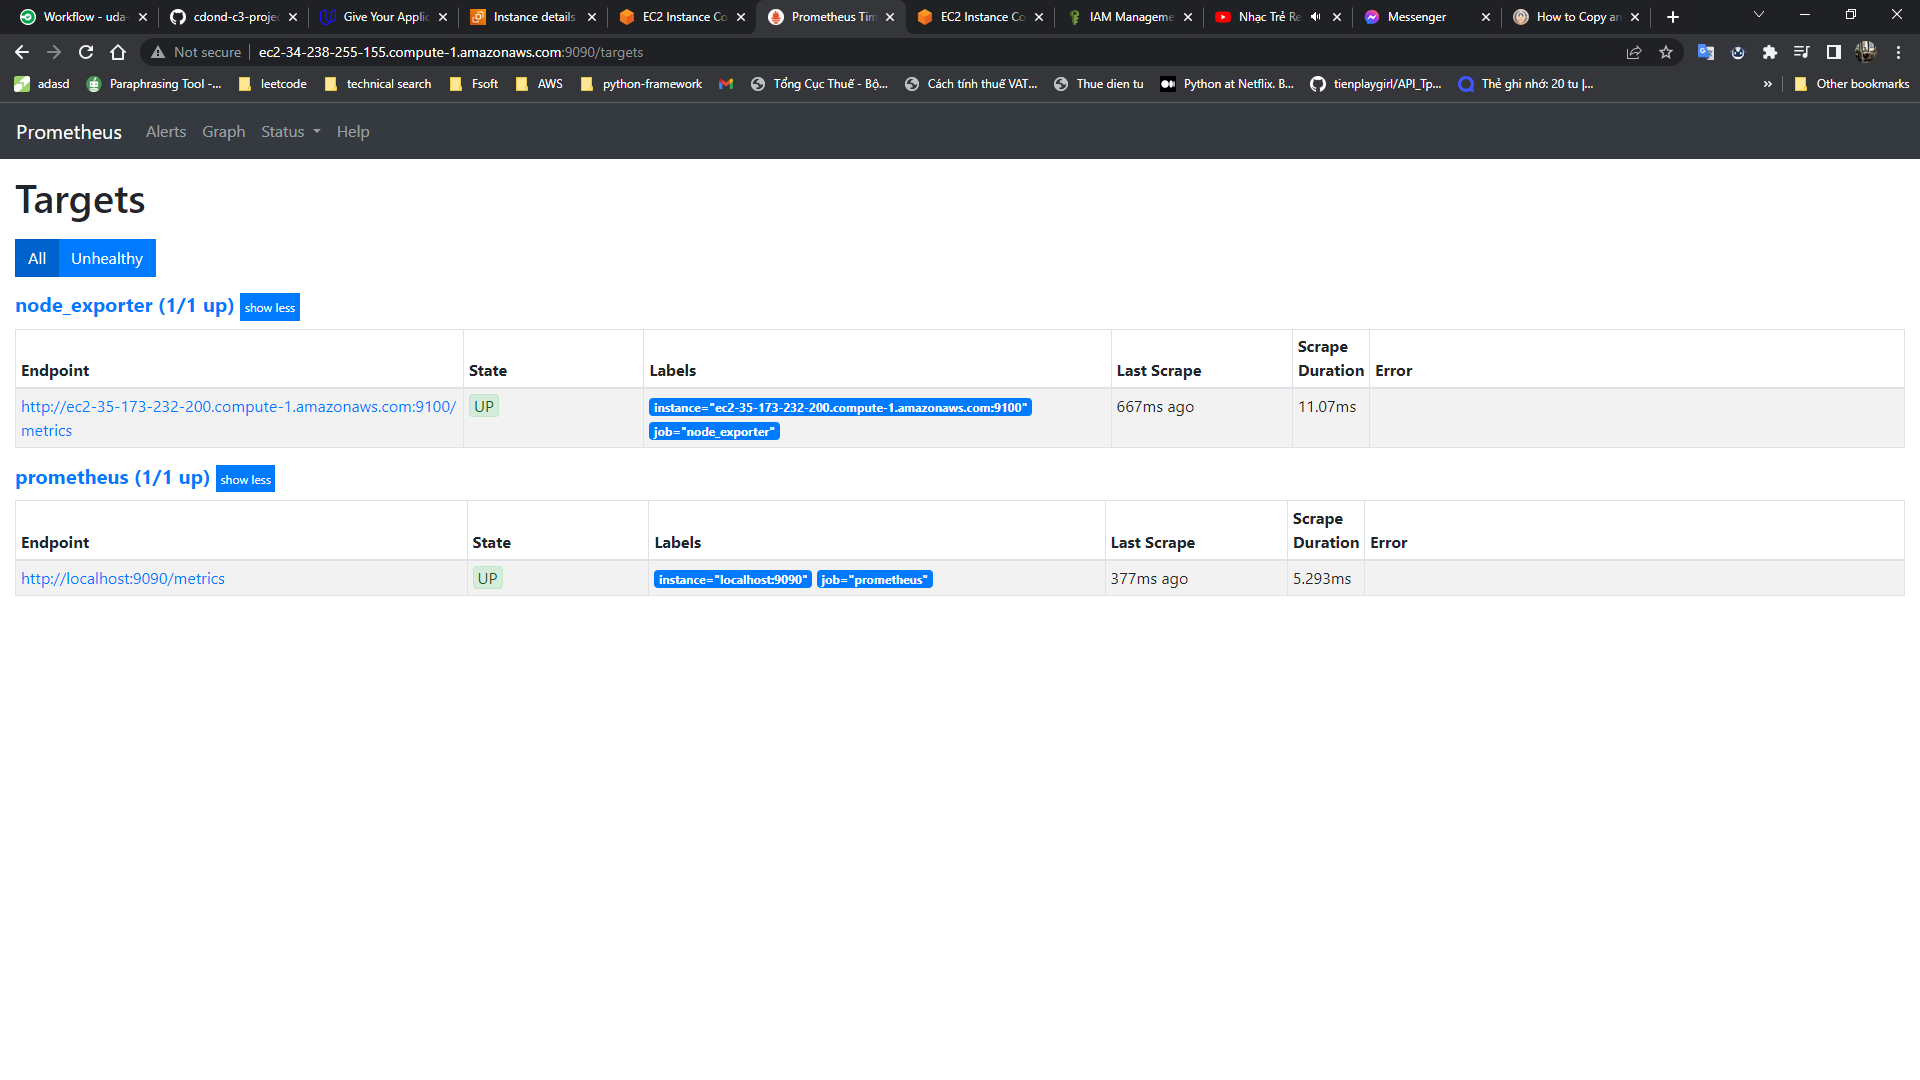 Workflow - uda-
cdond-c3-proje
Give Your Applic
Instance details
EC2 Instance Co
Prometheus Tim
EC2 Instance Co
IAM Manageme
Nhạc Trẻ Re
Messenger
How to Copy an
Not secure
ec2-34-238-255-155.compute-1.amazonaws.com:9090/targets
adasd
Paraphrasing Tool -...
leetcode
technical search
Fsoft
AWS
python-framework
Tổng Cục Thuế - Bộ...
Cách tính thuế VAT...
Thue dien tu
Python at Netflix. B...
tienplaygirl/API_Tp...
Thẻ ghi nhớ: 20 tu |...
»
Other bookmarks
Prometheus Alerts Graph Status Help
Targets
All Unhealthy
node_exporter (1/1 up) show less
Endpoint State Labels Last Scrape Scrape Duration Error
http://ec2-35-173-232-200.compute-1.amazonaws.com:9100/
metrics
UP
instance="ec2-35-173-232-200.compute-1.amazonaws.com:9100"
job="node_exporter"
667ms ago
11.07ms
prometheus (1/1 up) show less
Endpoint State Labels Last Scrape Scrape Duration Error
http://localhost:9090/metrics UP instance="localhost:9090" job="prometheus" 377ms ago 5.293ms